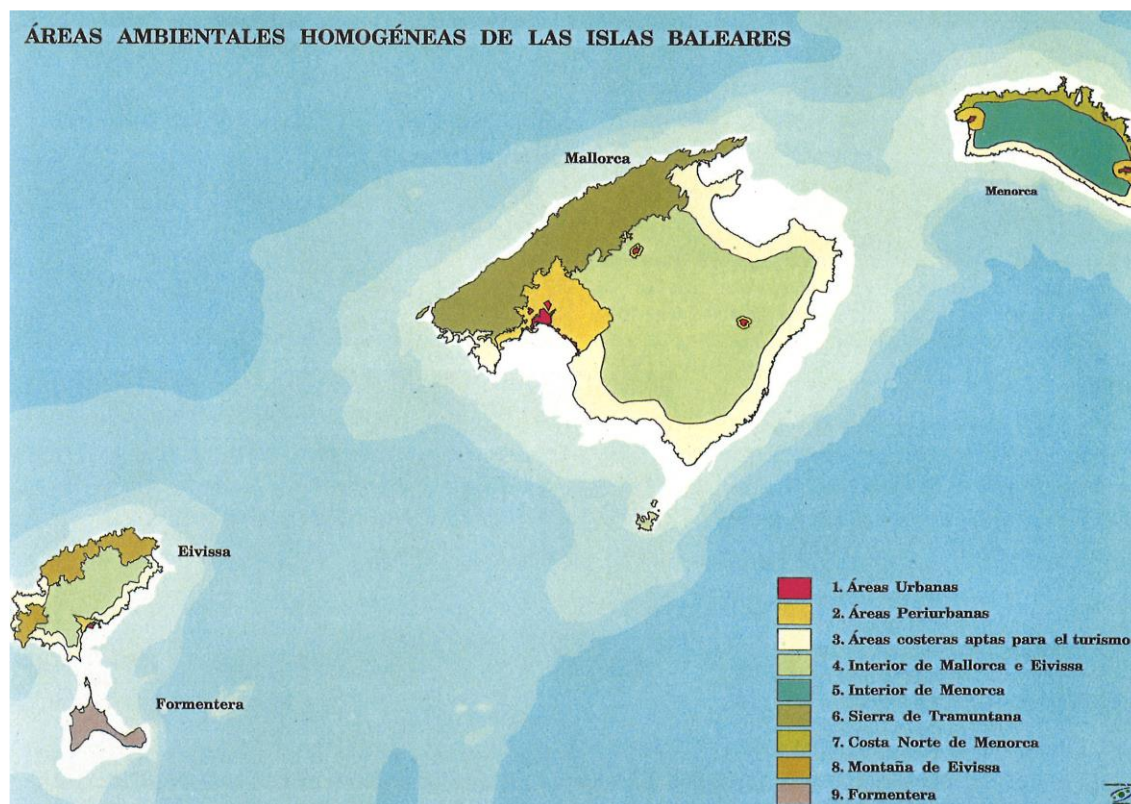 ÁREAS AMBIENTALES HOMOGÉNEAS DE LAS ISLAS BALEARES
Mallorca
Menorca
Eivissa
Formentera
1. Áreas Urbanas
2. Áreas Periurbanas
3. Áreas costeras aptas para el turismo
4. Interior de Mallorca e Eivissa
5. Interior de Menorca
6. Sierra de Tramuntana
7. Costa Norte de Menorca
8. Montaña de Eivissa
9. Formentera